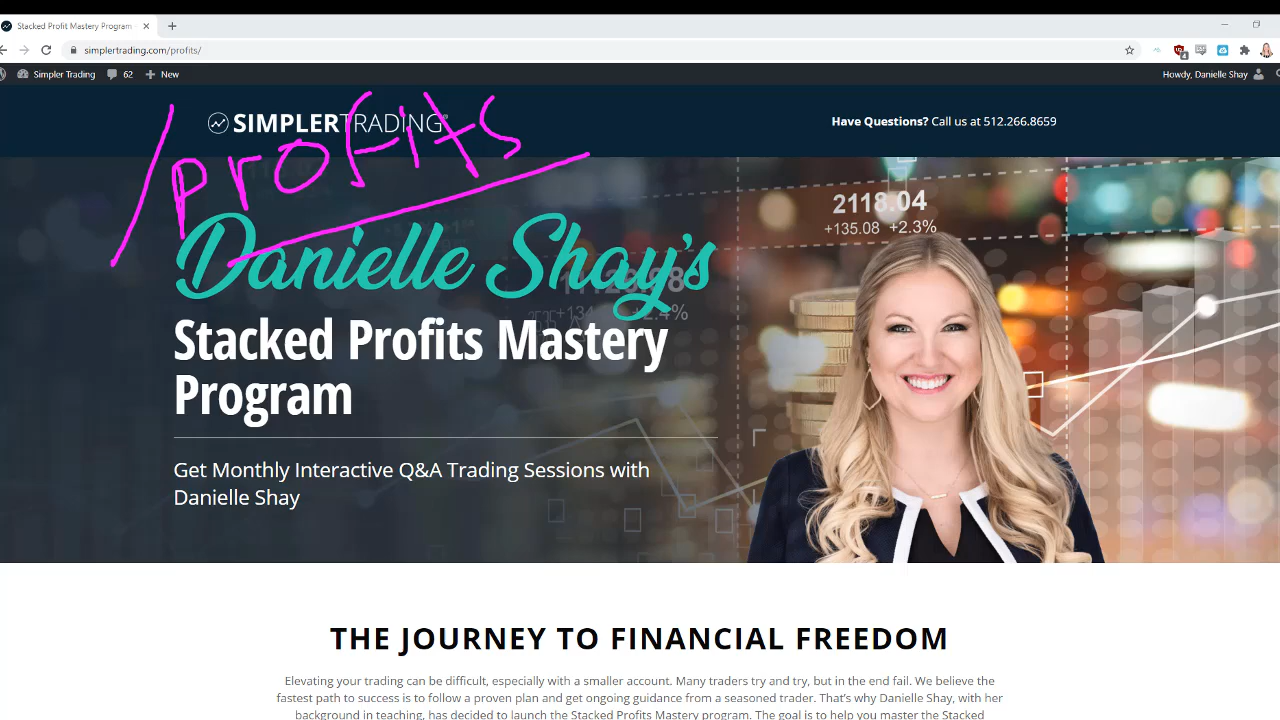 Stacked Profit Mastery Program
simplertrading.com/profits/
Simpler Trading 62 New Howdy, Danielle Shay
SIMPLERTRADING
Have Questions? Call us at 512.266.8659
/profits
2118.04
+135.08 +2.3%
Danielle Shay's
+2.4%
Stacked Profits Mastery
Program
Get Monthly Interactive Q&A Trading Sessions with
Danielle Shay
THE JOURNEY TO FINANCIAL FREEDOM
Elevating your trading can be difficult, especially with a smaller account. Many traders try and try, but in the end fail. We believe the
fastest path to success is to follow a proven plan and get ongoing guidance from a seasoned trader. That's why Danielle Shay, with her
background in teaching, has decided to launch the Stacked Profits Mastery program. The goal is to help you master the Stacked